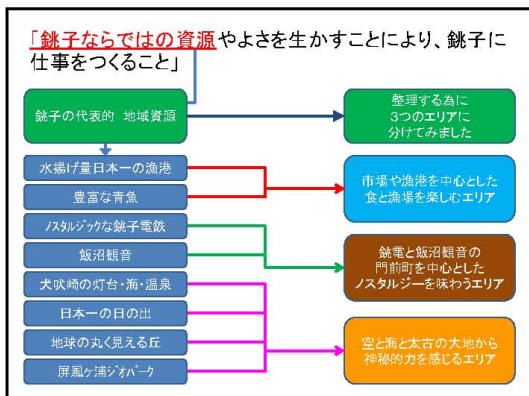 「銚子ならではの資源やよさを生かすことにより、銚子に
仕事をつくること」
銚子の代表的 地域資源
整理する為に
３つのエリアに
分けてみました
水揚げ量日本一の漁港
豊富な青魚
ノスタルジックな銚子電鉄
飯沼観音
犬吠崎の灯台・海・温泉
日本一の日の出
地球の丸く見える丘
屏風ヶ浦ジオパーク
市場や漁港を中心とした
食と漁場を楽しむエリア
銚電と飯沼観音の
門前町を中心とした
ノスタルジーを味わうエリア
空と海と太古の大地から
神秘的力を感じるエリア